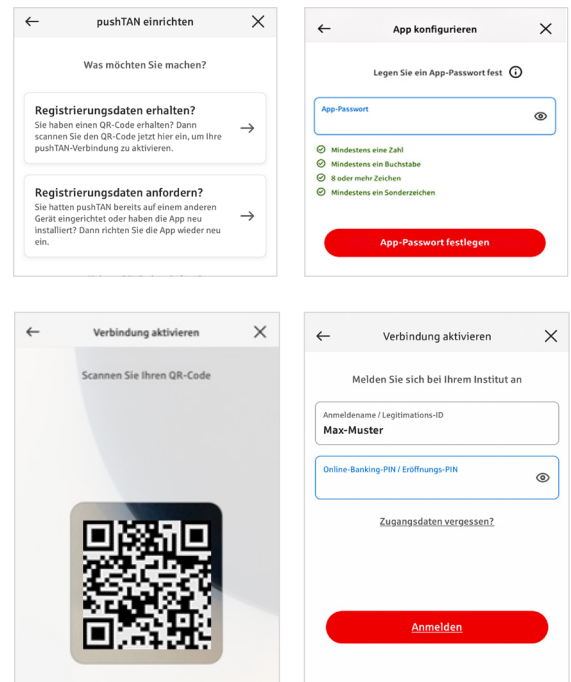 pushTAN einrichten
Was möchten Sie machen?
Registrierungsdaten erhalten?
Sie haben einen QR-Code erhalten? Dann
scannen Sie den QR-Code jetzt hier ein, um Ihre
pushTAN-Verbindung zu aktivieren.
Registrierungsdaten anfordern?
Sie hatten pushTAN bereits auf einem anderen
Gerät eingerichtet oder haben die App neu
installiert? Dann richten Sie die App wieder neu
ein.
App konfigurieren
Legen Sie ein App-Passwort fest
App-Passwort
Mindestens eine Zahl
Mindestens ein Buchstabe
8 oder mehr Zeichen
Mindestens ein Sonderzeichen
App-Passwort festlegen
Verbindung aktivieren
Scannen Sie Ihren QR-Code
Verbindung aktivieren
Melden Sie sich bei Ihrem Institut an
Anmeldename / Legitimations-ID
Max-Muster
Online-Banking-PIN / Eröffnungs-PIN
Zugangsdaten vergessen?
Anmelden